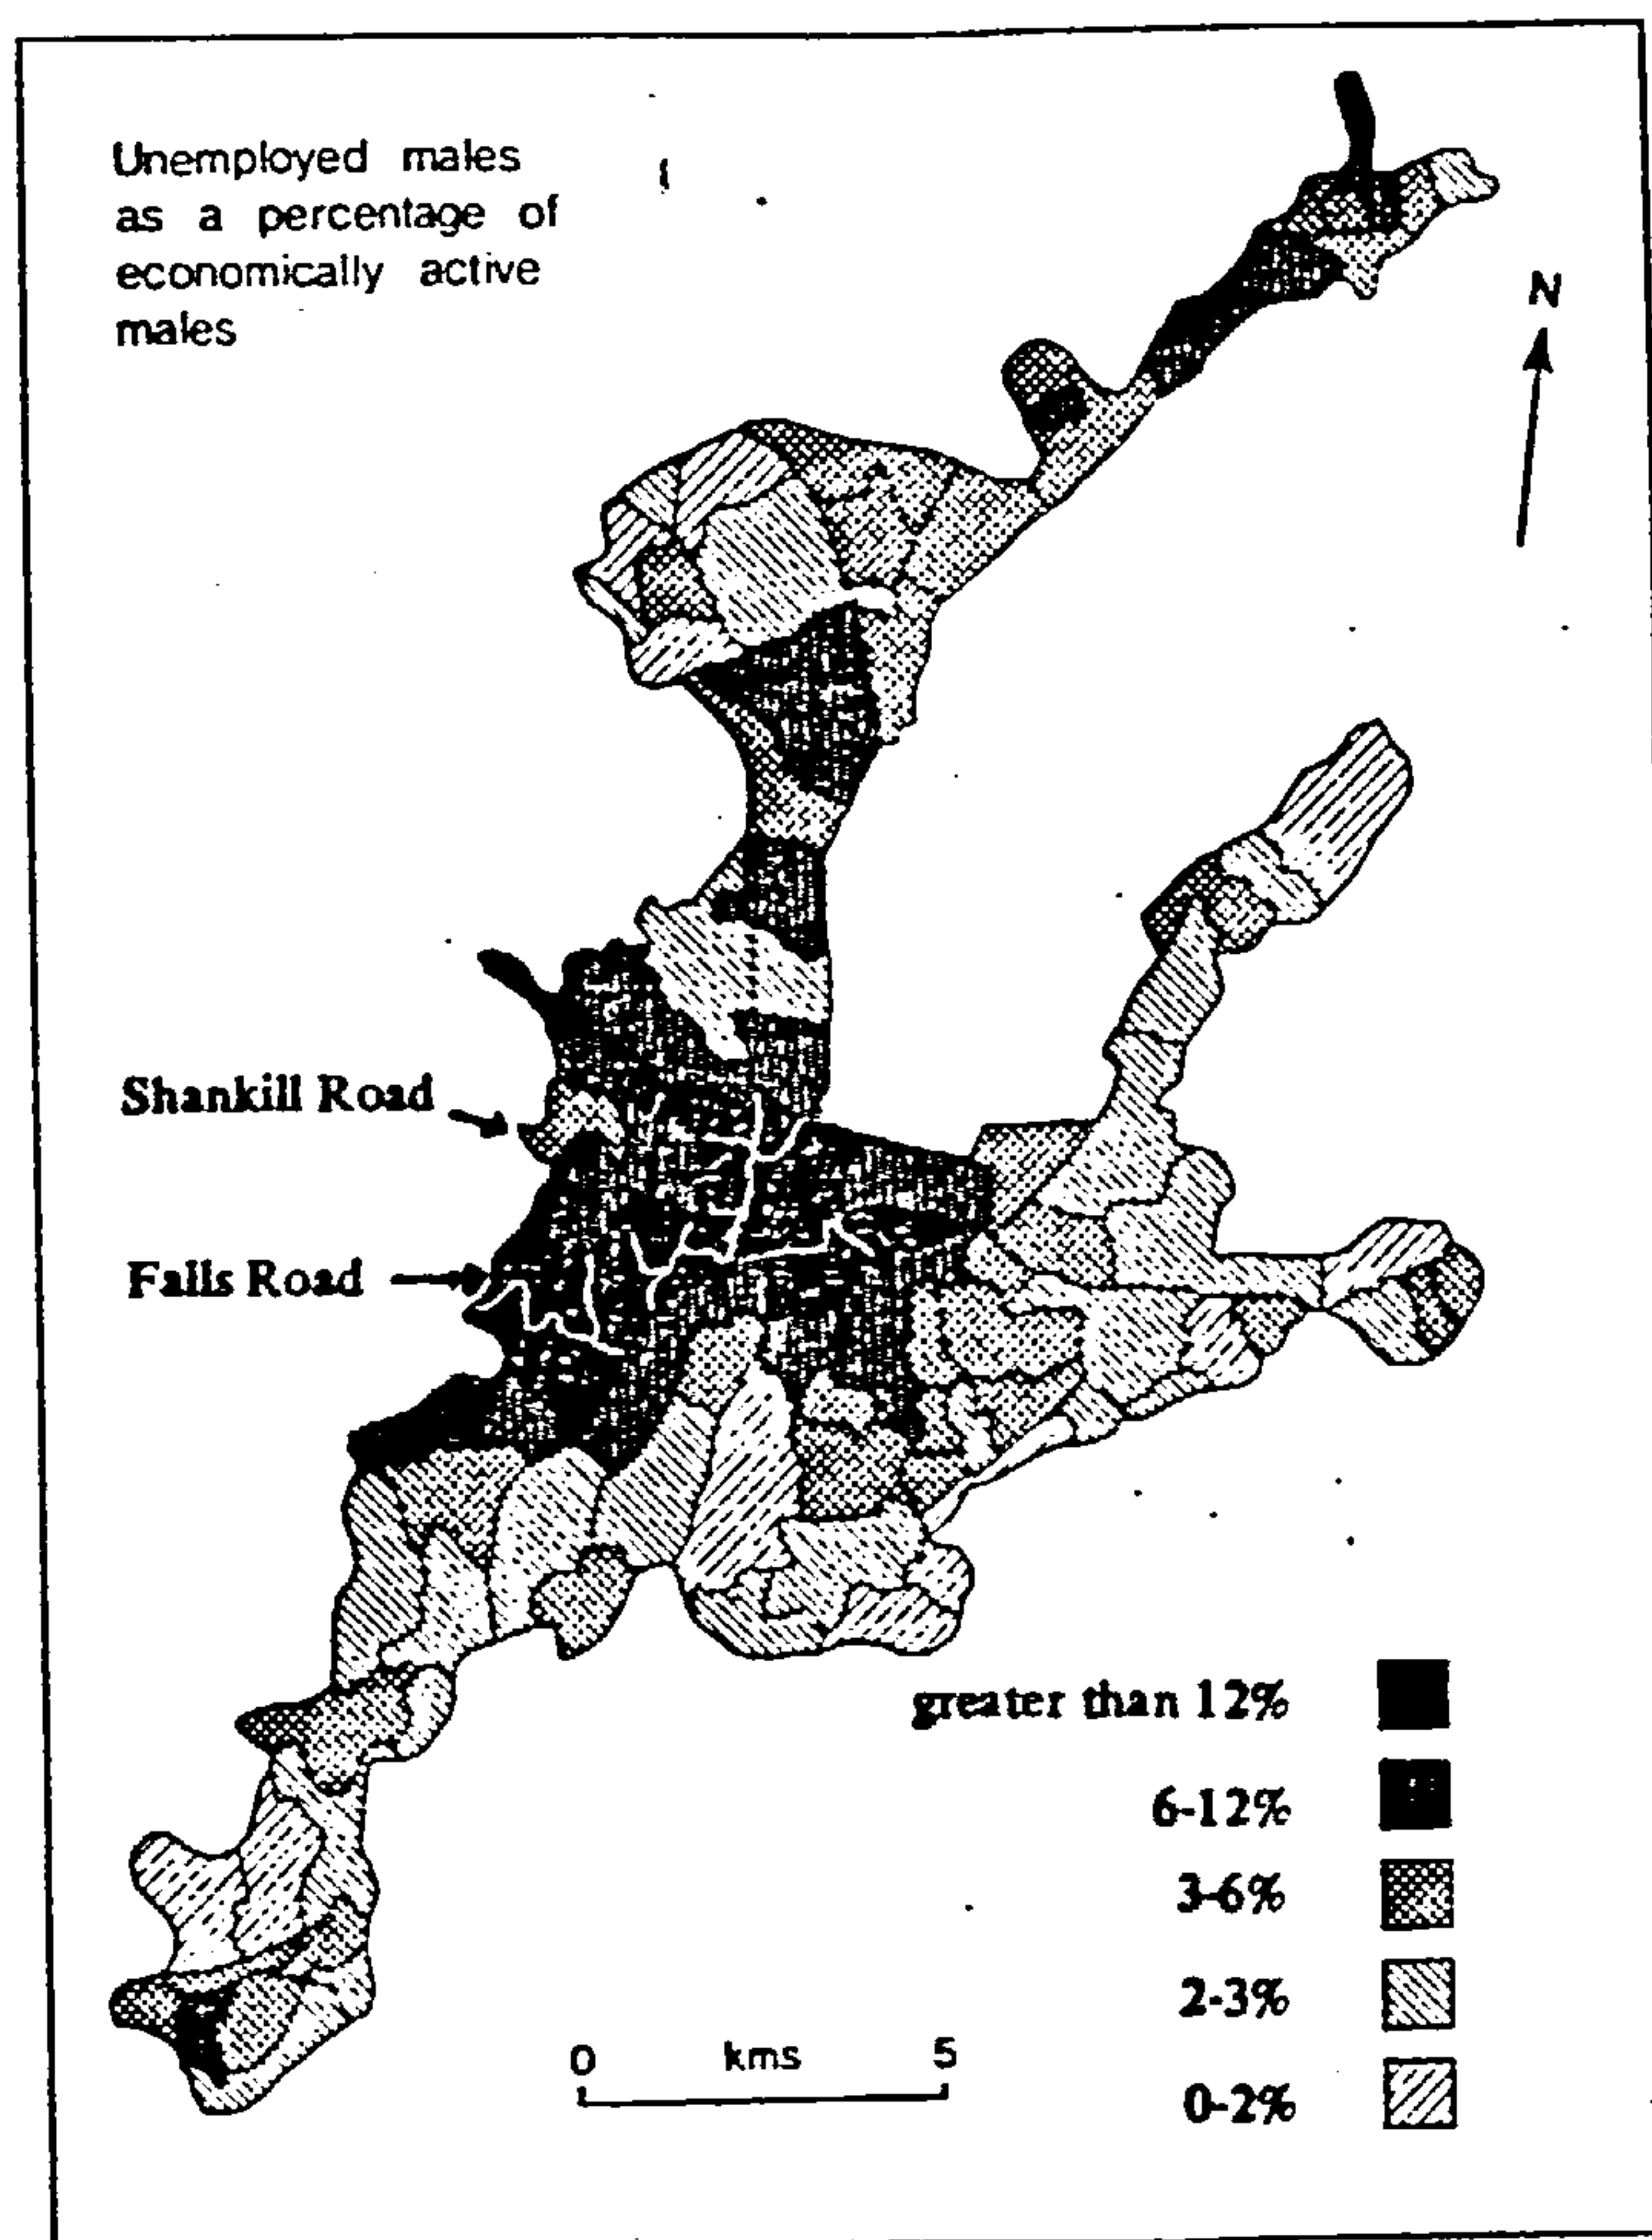 Unemployed males
as a percentage of
economically active
males
N
Shankill Road
Falls Road
greater than 12%
6-12%
3-6%
2-3%
0-2%
0 kms 5